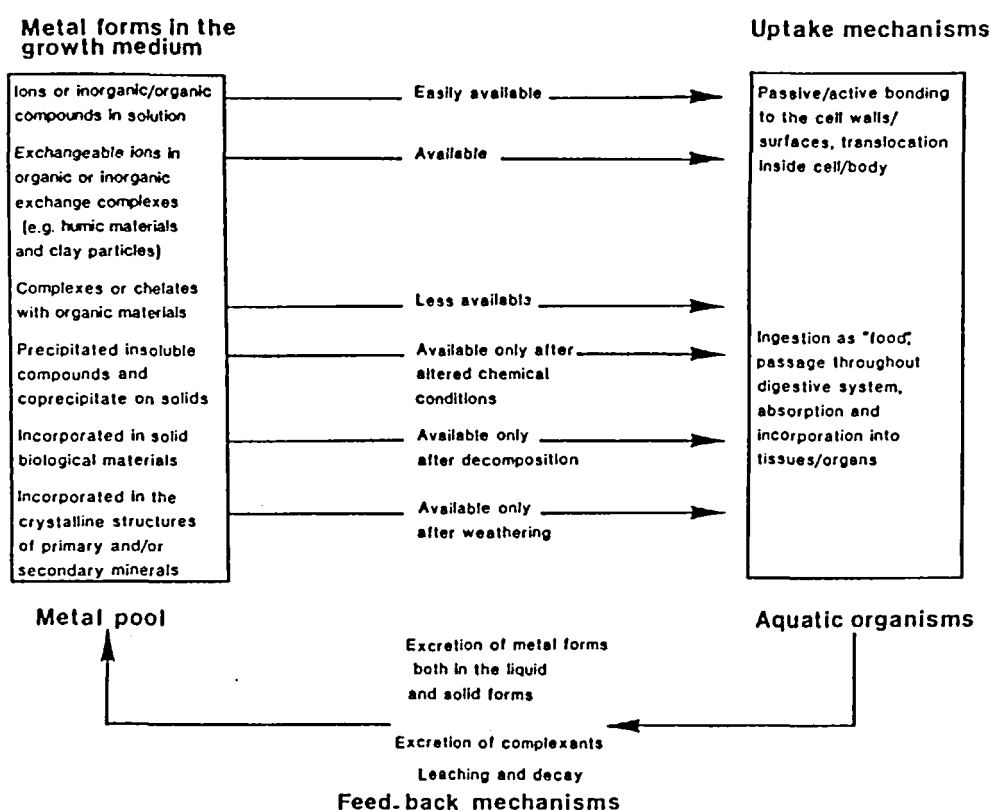 Metal forms in the
growth medium
Uptake mechanisms
Ions or inorganic/organic
compounds in solution
Exchangeable ions in
organic or inorganic
exchange complexes
(e.g. humic materials
and clay particles)
Complexes or chelates
with organic materials
Precipitated insoluble
compounds and
coprecipitate on solids
Incorporated in solid
biological materials
Incorporated in the
crystalline structures
of primary and/or
secondary minerals
Easily available
Available
Less available
Available only after
altered chemical
conditions
Available only
after decomposition
Available only
after weathering
Passive/active bonding
to the cell walls/
surfaces, translocation
inside cell/body
Ingestion as "food",
passage throughout
digestive system,
absorption and
incorporation into
tissues/organs
Metal pool
Aquatic organisms
Excretion of metal forms
both in the liquid
and solid forms
Excretion of complexants
Leaching and decay
Feed-back mechanisms